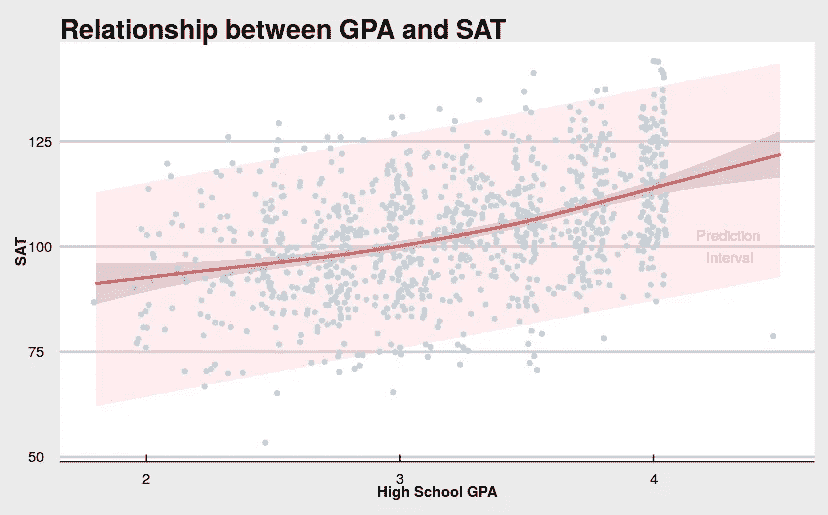 Relationship between GPA and SAT
125
100
75
50
SAT
Prediction
Interval
2
3
4
High School GPA